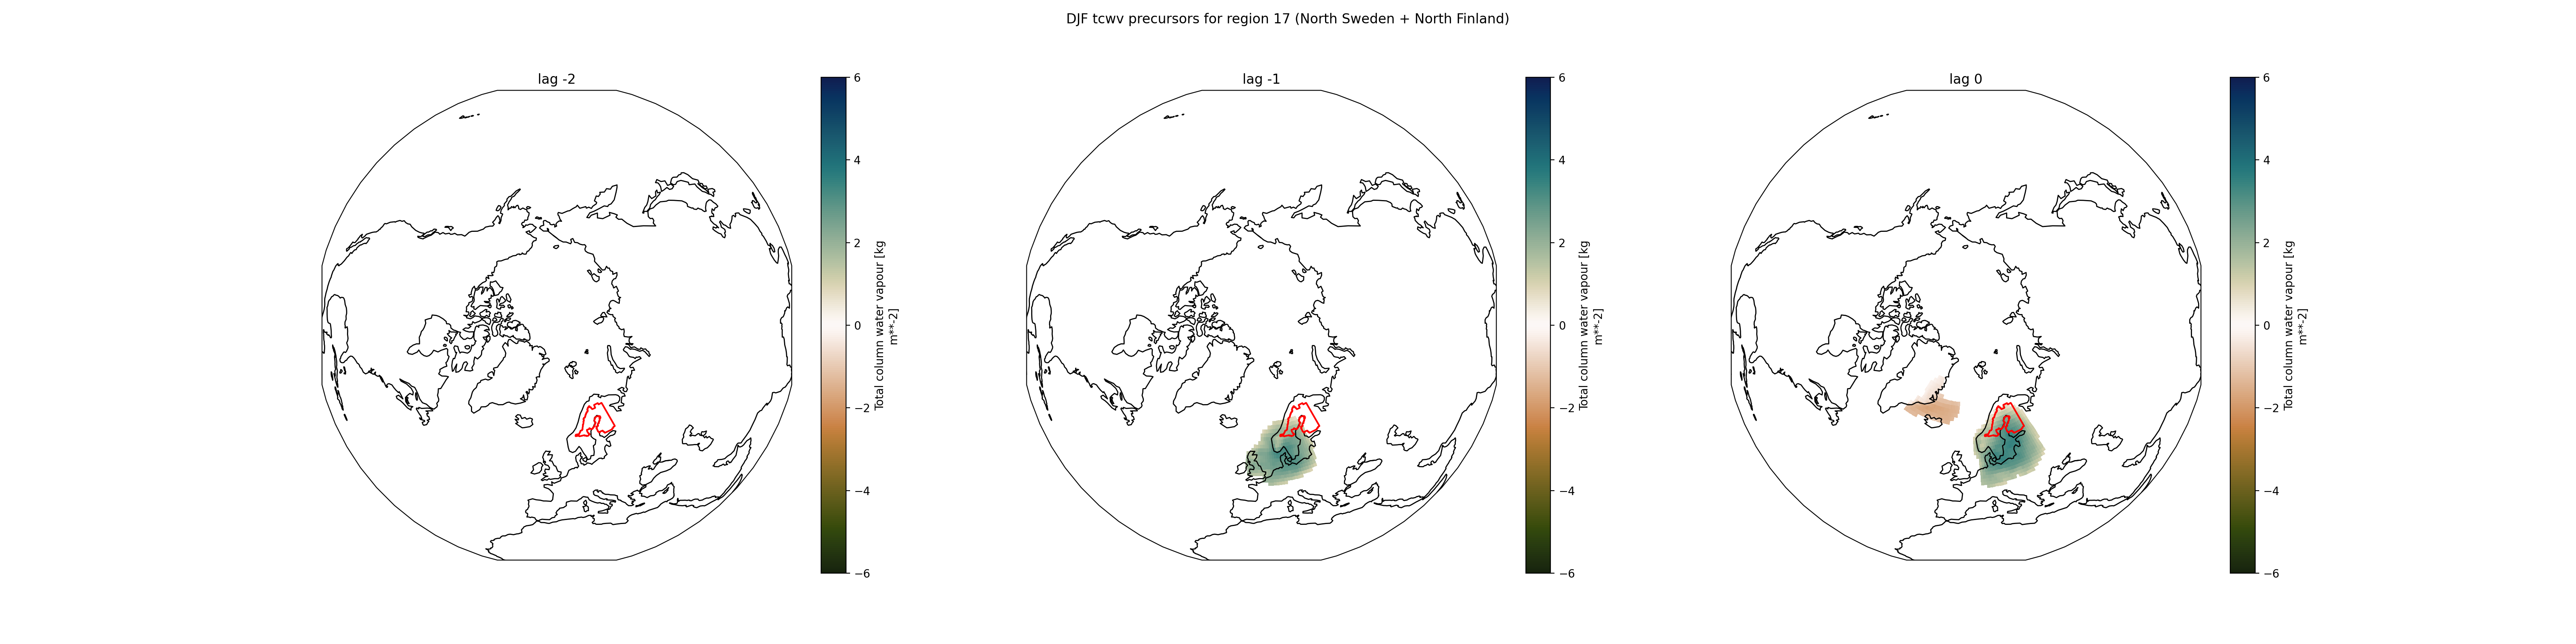 DJF tcwv precursors for region 17 (North Sweden + North Finland)
lag -2
6
4
2
0
−2
−4
−6
Total column water vapour [kg
m**-2]
lag -1
6
4
2
0
−2
−4
−6
Total column water vapour [kg
m**-2]
lag 0
6
4
2
0
−2
−4
−6
Total column water vapour [kg
m**-2]